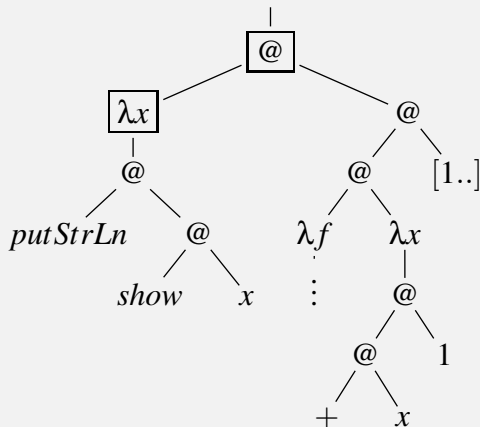 @
λx @
@ @ [1..]
putStrLn @ λf λx
show x ⋮ @
@ 1
+ x